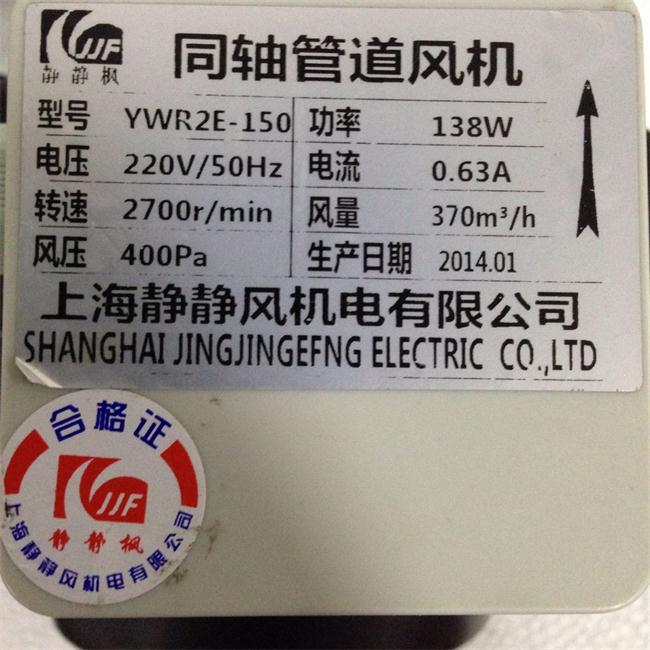 JJF
静静枫
同轴管道风机
型号 YWR2E-150 功率 138W
电压 220V/50Hz 电流 0.63A
转速 2700r/min 风量 370m³/h
风压 400Pa 生产日期 2014.01
上海静静风机电有限公司
SHANGHAI JINGJINGEFNG ELECTRIC CO.,LTD
合格证
JJF
静静枫
上海静静风机电有限公司